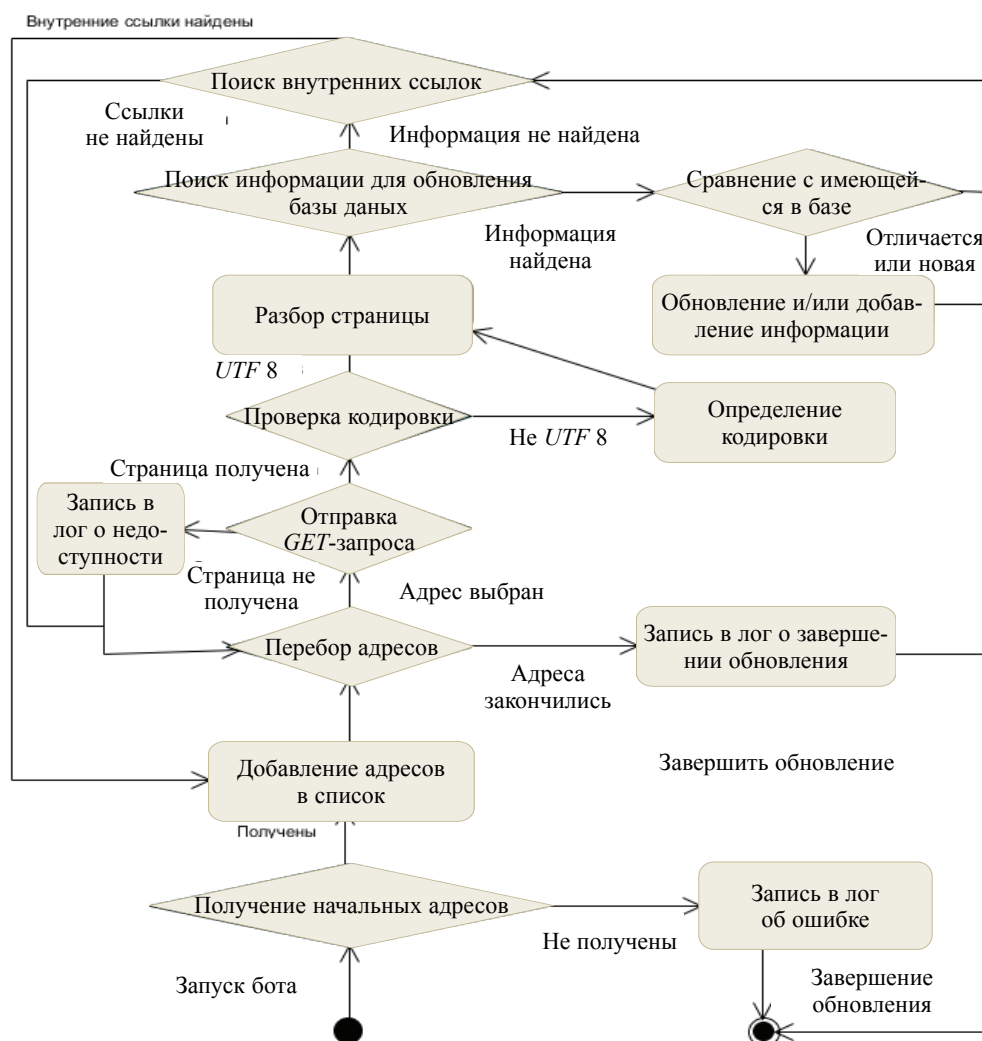 Внутренние ссылки найдены
Поиск внутренних ссылок
Ссылки
не найдены
Информация не найдена
Поиск информации для обновления
базы даных
Сравнение с имеющей-
ся в базе
Информация
найдена
Отличается
или новая
Разбор страницы
Обновление и/или добав-
ление информации
UTF 8
Проверка кодировки
Не UTF 8
Определение
кодировки
Страница получена
Запись в
лог о недо-
ступности
Отправка
GET-запроса
Страница не
получена
Адрес выбран
Перебор адресов
Запись в лог о заверше-
нии обновления
Адреса
закончились
Завершить обновление
Добавление адресов
в список
Получены
Получение начальных адресов
Запись в лог
об ошибке
Не получены
Запуск бота
Завершение
обновления